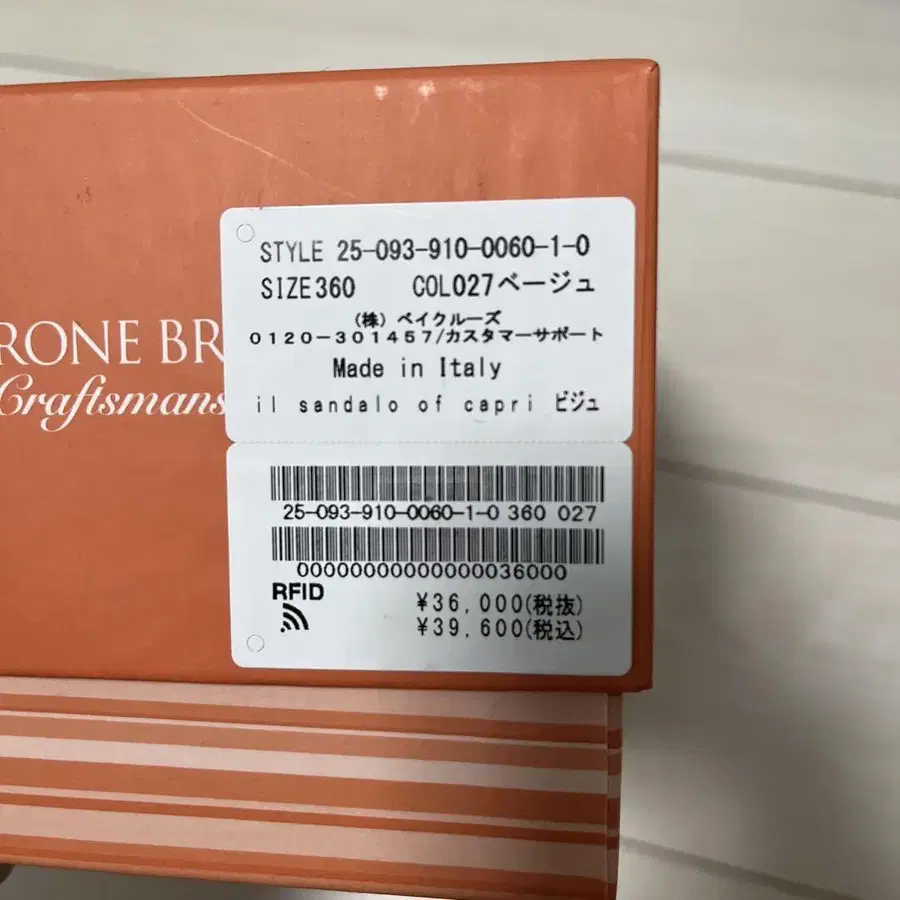 RONE BR
Craftsmans
STYLE 25-093-910-0060-1-0
SIZE360 COL027ベージュ
(株) ベイクルーズ
0120-301457/カスタマーサポート
Made in Italy
il sandalo of capri ビジュ
25-093-910-0060-1-0 360 027
0000000000000000036000
RFID
¥36,000(税抜)
¥39,600(税込)